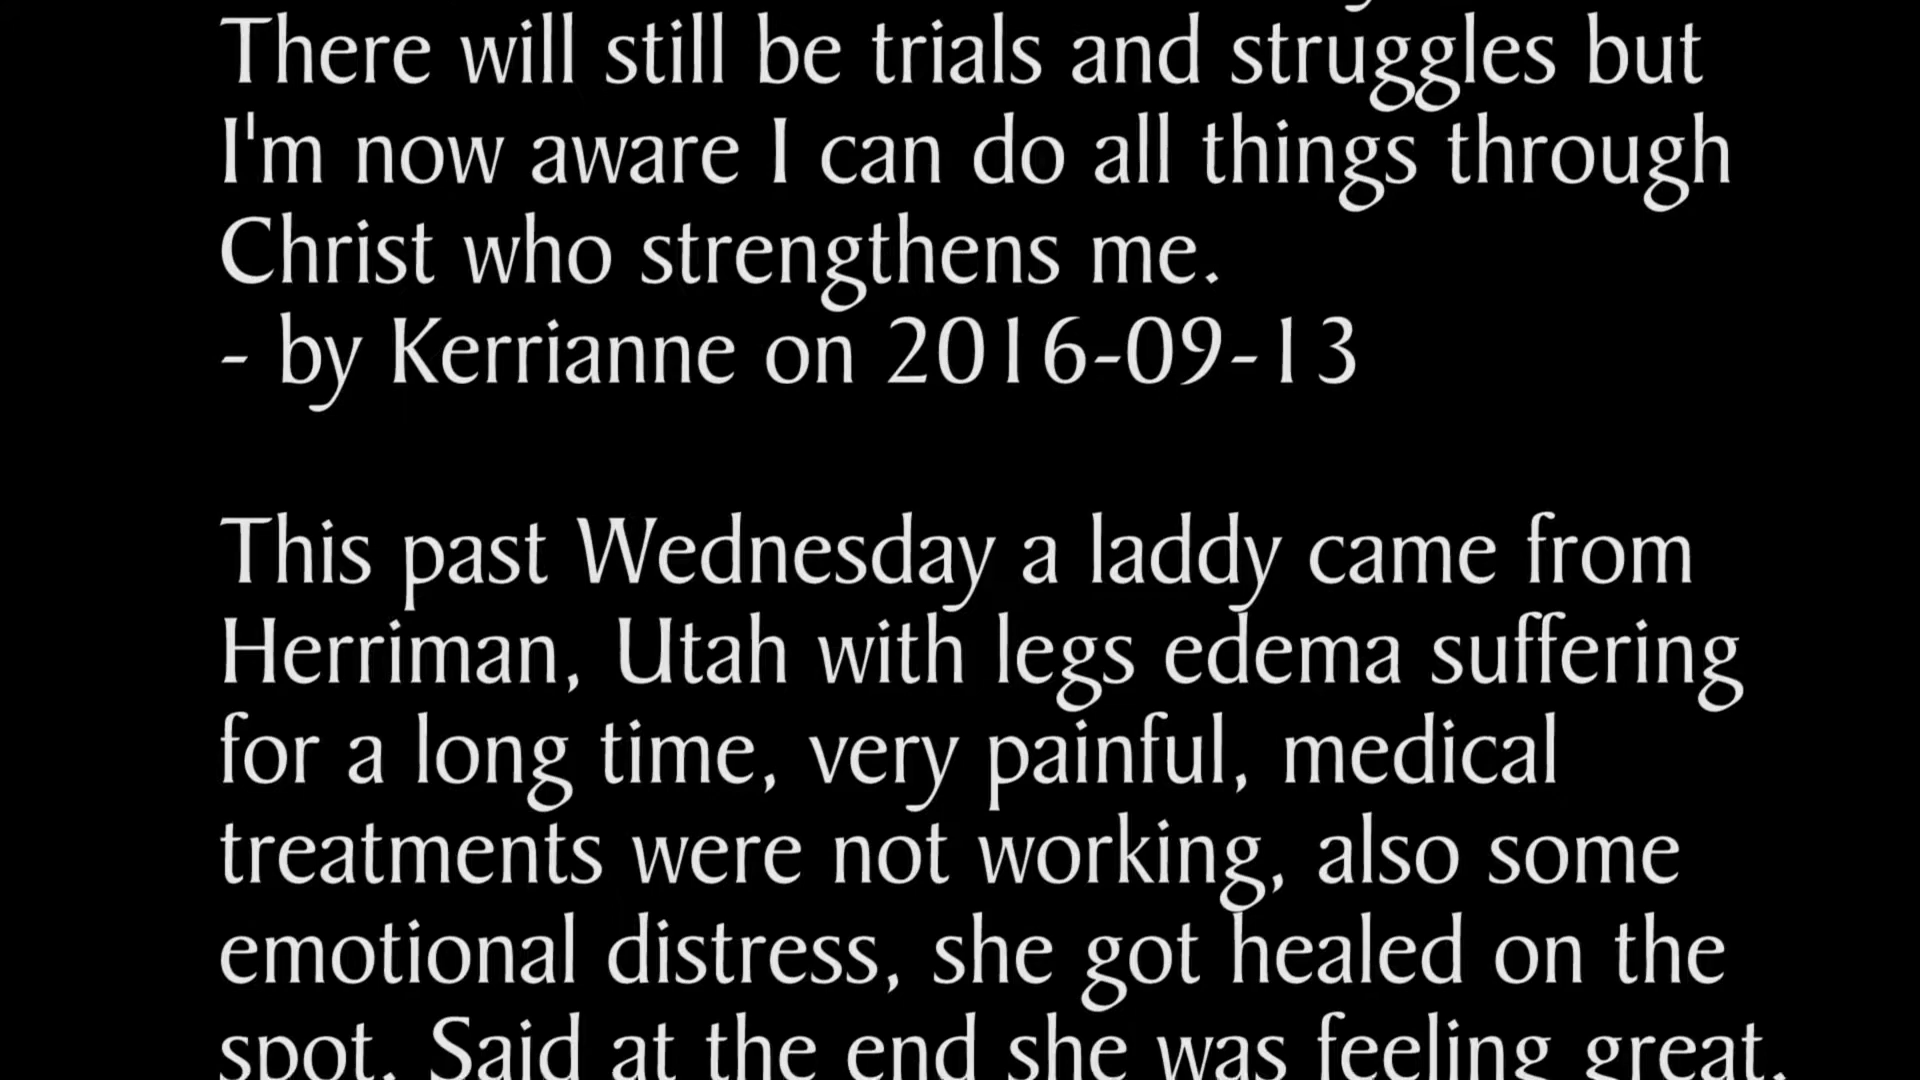 There will still be trials and struggles but
I'm now aware I can do all things through
Christ who strengthens me.
- by Kerrianne on 2016-09-13
This past Wednesday a laddy came from
Herriman, Utah with legs edema suffering
for a long time, very painful, medical
treatments were not working, also some
emotional distress, she got healed on the
spot. Said at the end she was feeling great.